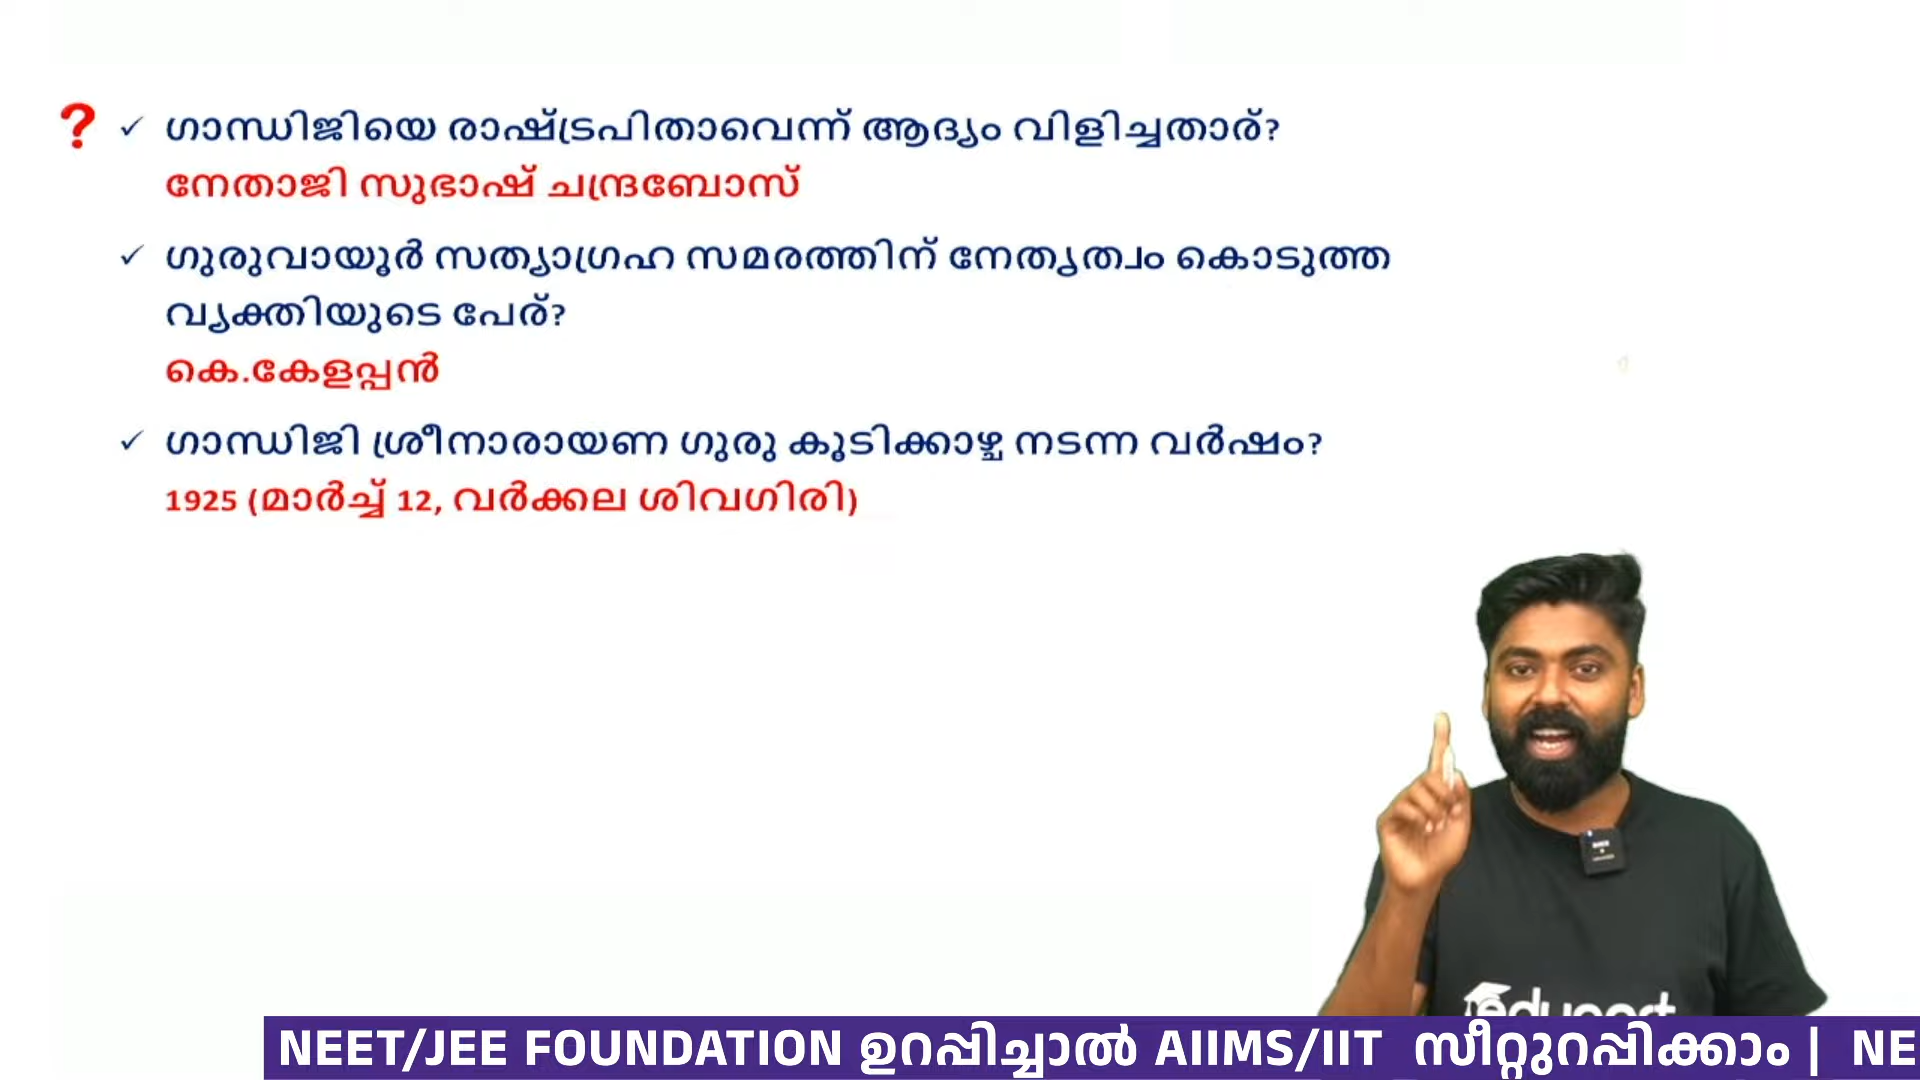 ?
✓ ഗാന്ധിജിയെ രാഷ്ട്രപിതാവെന്ന് ആദ്യം വിളിച്ചതാര്?
നേതാജി സുഭാഷ് ചന്ദ്രബോസ്
✓ ഗുരുവായൂർ സത്യാഗ്രഹ സമരത്തിന് നേതൃത്വം കൊടുത്ത
വ്യക്തിയുടെ പേര്?
കെ.കേളപ്പൻ
✓ ഗാന്ധിജി ശ്രീനാരായണ ഗുരു കൂടിക്കാഴ്ച നടന്ന വർഷം?
1925 (മാർച്ച് 12, വർക്കല ശിവഗിരി)
eduport
NEET/JEE FOUNDATION ഉറപ്പിച്ചാൽ AIIMS/IIT സീറ്റുറപ്പിക്കാം | NE